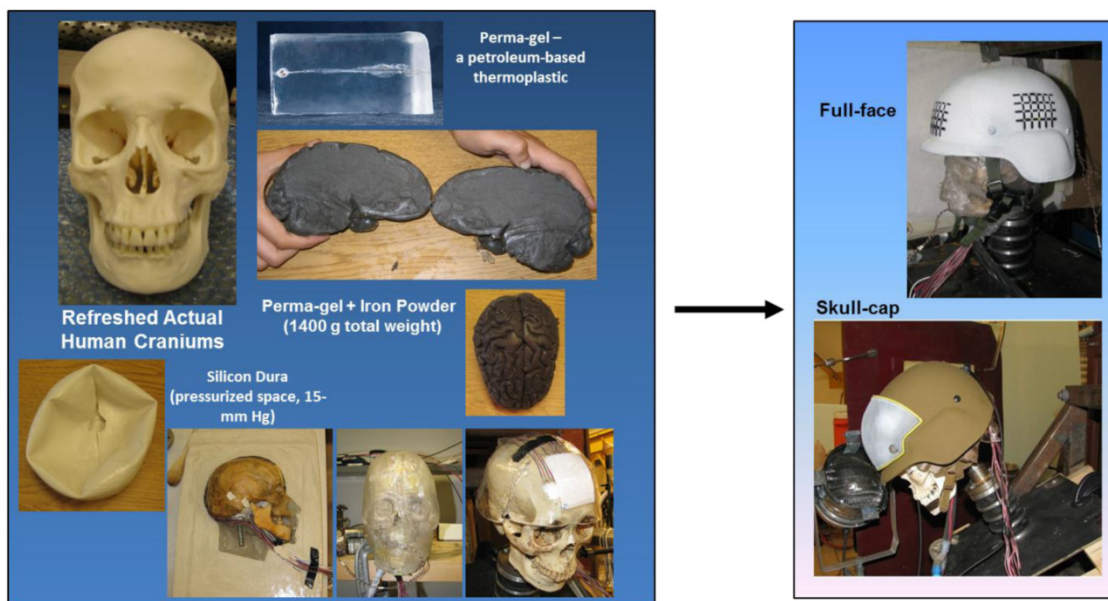 Perma-gel –
a petroleum-based
thermoplastic
Refreshed Actual
Human Craniums
Perma-gel + Iron Powder
(1400 g total weight)
Silicon Dura
(pressurized space, 15-
mm Hg)
Full-face
Skull-cap